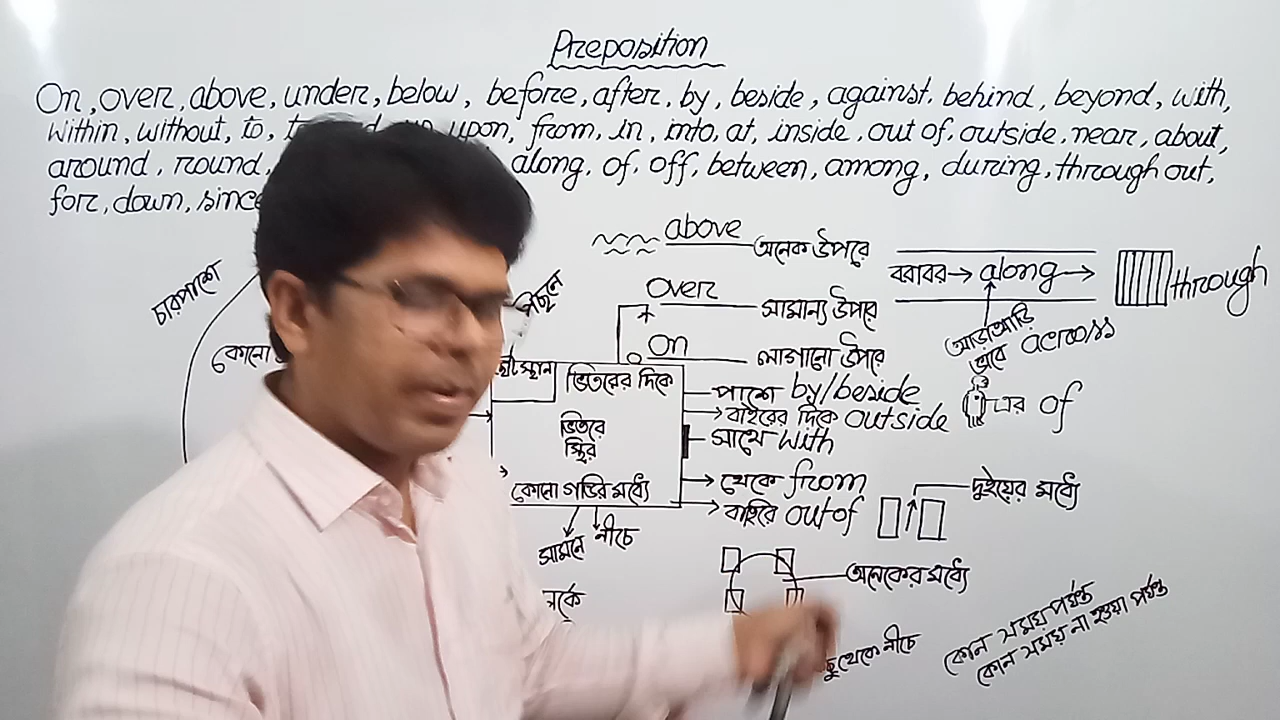 Preposition
On, over, above, under, below, before, after, by, beside, against, behind, beyond, with,
within, without, to, upon, from, in, into, at, inside, out of, outside, near, about,
around, round, along, of, off, between, among, during, through out,
for, down, since
above অনেক উপরে
over সামান্য উপরে
+
on লাগানো উপরে
বরাবর → along →
through
আড়াআড়ি
ভাবে across
চারপাশে
পিছনে
কোনো
ভিতরের দিকে
ভিতরে
স্থির
কোনো গন্ডির মধ্যে
পাশে by/beside
বাইরের দিকে outside
সাথে with
থেকে from
বাহিরে out of
এর of
দুইয়ের মধ্যে
সামনে
নীচে
অনেকের মধ্যে
থেকে নীচে
কোন সময় পর্যন্ত
কোন সময় না হওয়া পর্যন্ত